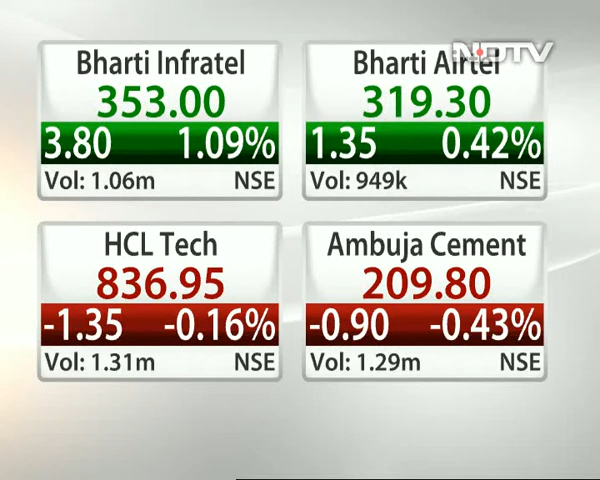 NDTV
Bharti Infratel
353.00
3.80 1.09%
Vol: 1.06m NSE
Bharti Airtel
319.30
1.35 0.42%
Vol: 949k NSE
HCL Tech
836.95
-1.35 -0.16%
Vol: 1.31m NSE
Ambuja Cement
209.80
-0.90 -0.43%
Vol: 1.29m NSE